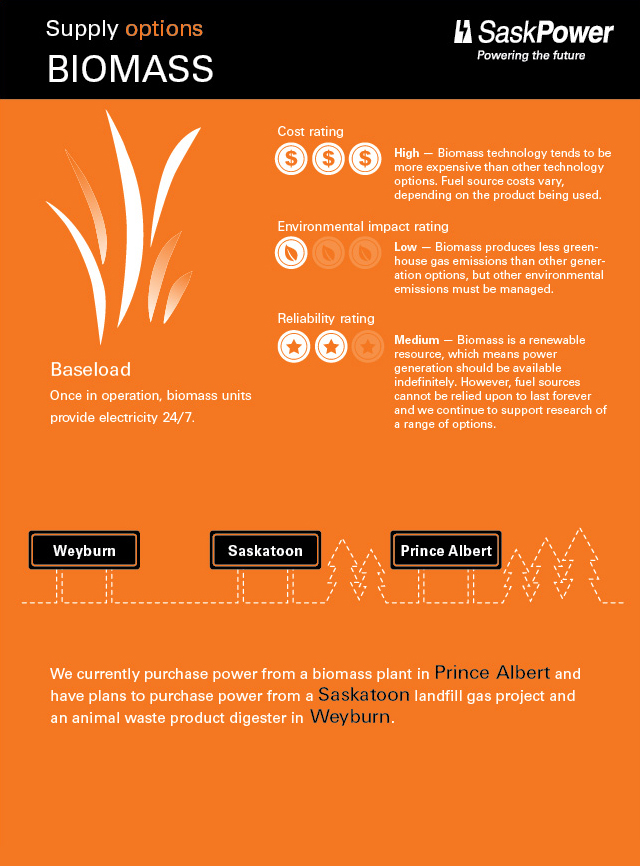 Supply options
BIOMASS
SaskPower
Powering the future
Cost rating
$ $ $
High — Biomass technology tends to be
more expensive than other technology
options. Fuel source costs vary,
depending on the product being used.
Environmental impact rating
Low — Biomass produces less green-
house gas emissions than other gener-
ation options, but other environmental
emissions must be managed.
Reliability rating
Medium — Biomass is a renewable
resource, which means power
generation should be available
indefinitely. However, fuel sources
cannot be relied upon to last forever
and we continue to support research of
a range of options.
Baseload
Once in operation, biomass units
provide electricity 24/7.
Weyburn
Saskatoon
Prince Albert
We currently purchase power from a biomass plant in Prince Albert and
have plans to purchase power from a Saskatoon landfill gas project and
an animal waste product digester in Weyburn.